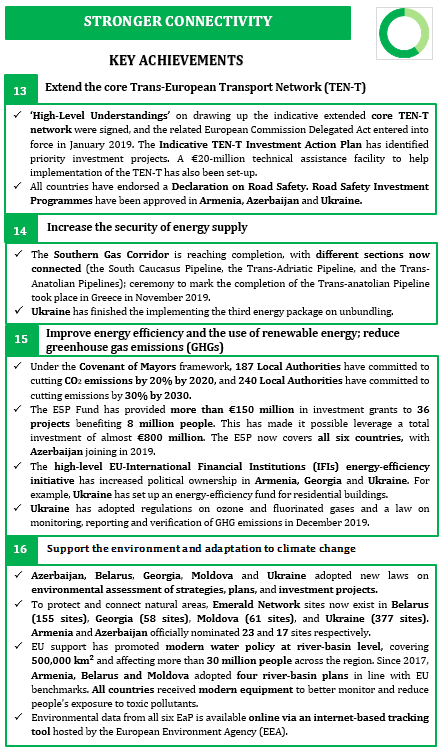 STRONGER CONNECTIVITY
KEY ACHIEVEMENTS
13 Extend the core Trans-European Transport Network (TEN-T)
✓ ‘High-Level Understandings’ on drawing up the indicative extended core TEN-T
network were signed, and the related European Commission Delegated Act entered into
force in January 2019. The Indicative TEN-T Investment Action Plan has identified
priority investment projects. A €20-million technical assistance facility to help
implementation of the TEN-T has also been set-up.
✓ All countries have endorsed a Declaration on Road Safety. Road Safety Investment
Programmes have been approved in Armenia, Azerbaijan and Ukraine.
14 Increase the security of energy supply
✓ The Southern Gas Corridor is reaching completion, with different sections now
connected (the South Caucasus Pipeline, the Trans-Adriatic Pipeline, and the Trans-
Anatolian Pipelines); ceremony to mark the completion of the Trans-anatolian Pipeline
took place in Greece in November 2019.
✓ Ukraine has finished the implementing the third energy package on unbundling.
15 Improve energy efficiency and the use of renewable energy; reduce
greenhouse gas emissions (GHGs)
✓ Under the Covenant of Mayors framework, 187 Local Authorities have committed to
cutting CO2 emissions by 20% by 2020, and 240 Local Authorities have committed to
cutting emissions by 30% by 2030.
✓ The E5P Fund has provided more than €150 million in investment grants to 36
projects benefiting 8 million people. This has made it possible leverage a total
investment of almost €800 million. The E5P now covers all six countries, with
Azerbaijan joining in 2019.
✓ The high-level EU-International Financial Institutions (IFIs) energy-efficiency
initiative has increased political ownership in Armenia, Georgia and Ukraine. For
example, Ukraine has set up an energy-efficiency fund for residential buildings.
✓ Ukraine has adopted regulations on ozone and fluorinated gases and a law on
monitoring, reporting and verification of GHG emissions in December 2019.
16 Support the environment and adaptation to climate change
✓ Azerbaijan, Belarus, Georgia, Moldova and Ukraine adopted new laws on
environmental assessment of strategies, plans, and investment projects.
✓ To protect and connect natural areas, Emerald Network sites now exist in Belarus
(155 sites), Georgia (58 sites), Moldova (61 sites), and Ukraine (377 sites).
Armenia and Azerbaijan officially nominated 23 and 17 sites respectively.
✓ EU support has promoted modern water policy at river-basin level, covering
500,000 km² and affecting more than 30 million people across the region. Since 2017,
Armenia, Belarus and Moldova adopted four river-basin plans in line with EU
benchmarks. All countries received modern equipment to better monitor and reduce
people’s exposure to toxic pollutants.
✓ Environmental data from all six EaP is available online via an internet-based tracking
tool hosted by the European Environment Agency (EEA).